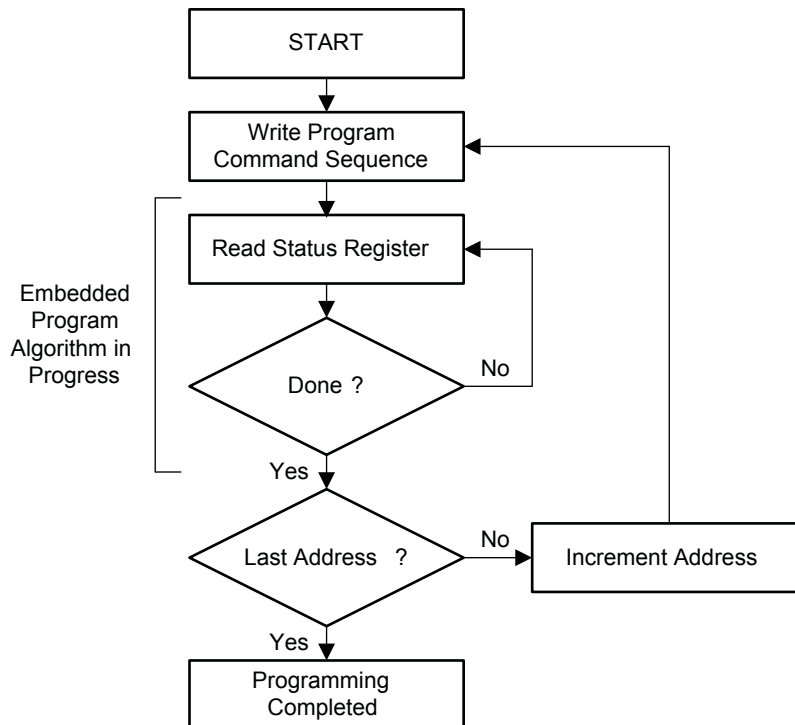 START
Write Program
Command Sequence
Read Status Register
Embedded
Program
Algorithm in
Progress
Done ?
No
Yes
Last Address ?
No
Increment Address
Yes
Programming
Completed